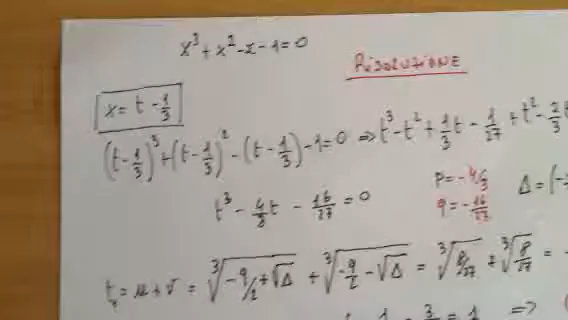 x³ + x² - x - 1 = 0
RISOLUZIONE
x = t - 1/3
(t - 1/3)³ + (t - 1/3)² - (t - 1/3) - 1 = 0 ⇒ t³ - t² + 1/3 t - 1/27 + t² - 2/3
t³ - 4/3 t - 16/27 = 0
p = -4/3
q = -16/27
Δ = (-
t₁ = u + v = ∛(-q/2 + √Δ) + ∛(-q/2 - √Δ) = ∛(8/27) + ∛(8/27) =